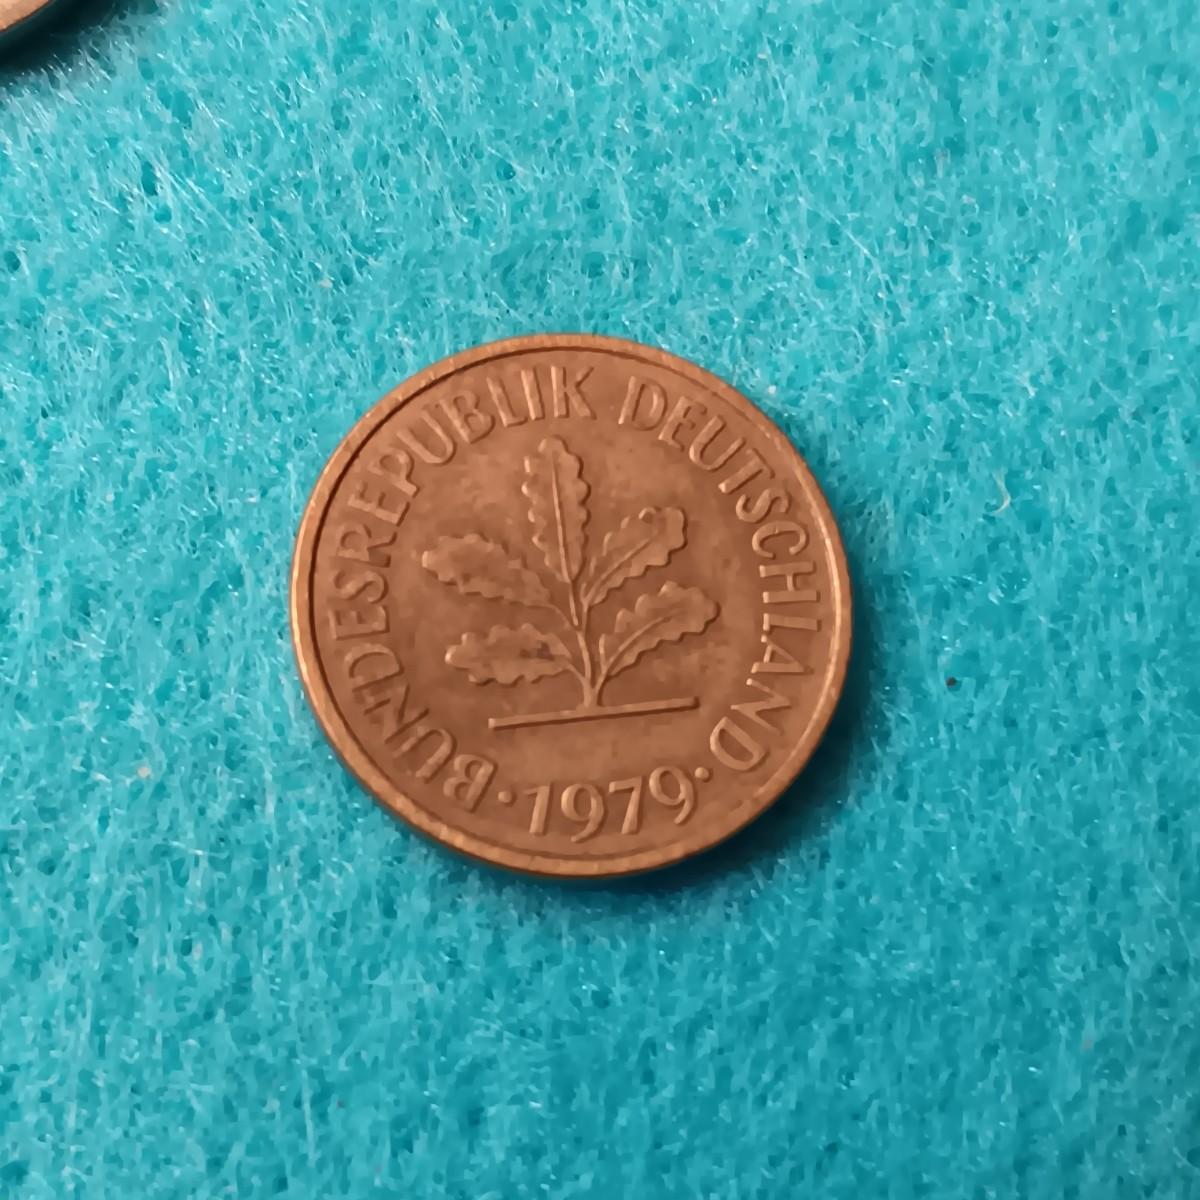 BUNDESREPUBLIK DEUTSCHLAND
· 1979 ·